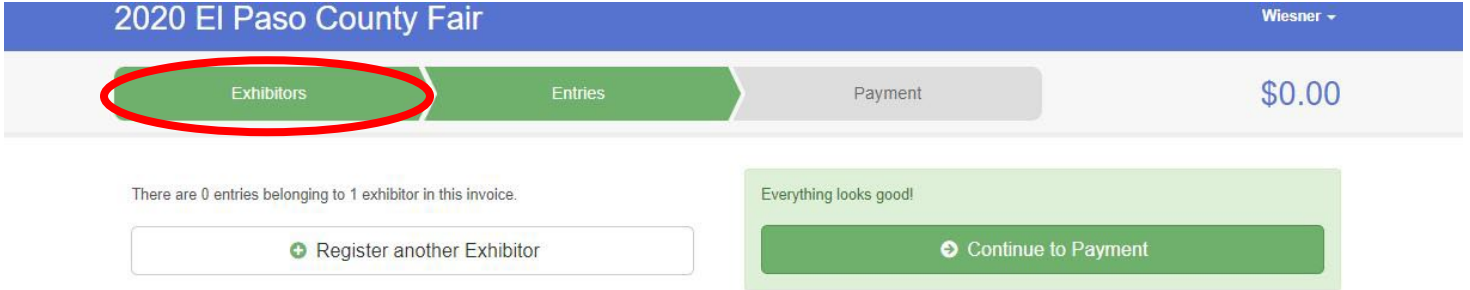 2020 El Paso County Fair
Wiesner
Exhibitors
Entries
Payment
$0.00
There are 0 entries belonging to 1 exhibitor in this invoice.
Everything looks good!
Register another Exhibitor
Continue to Payment